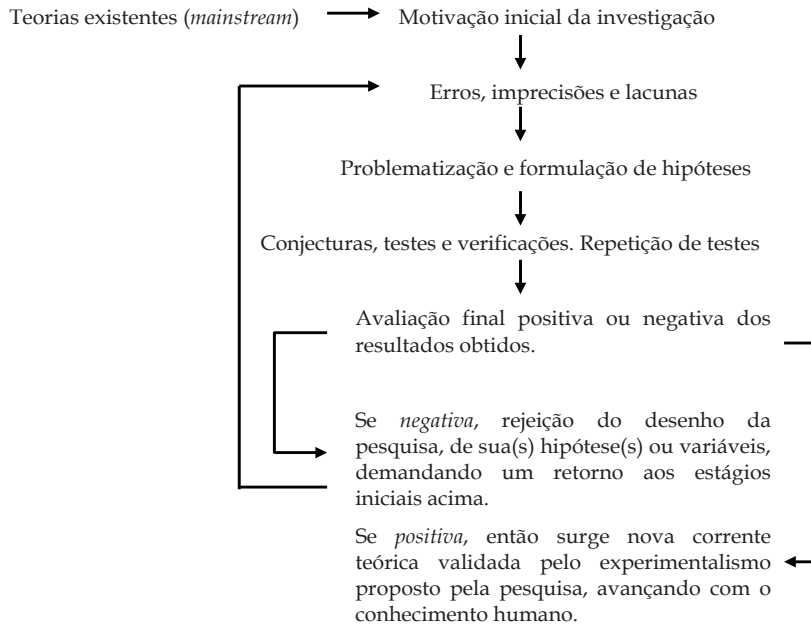 Teorias existentes (mainstream)
Motivação inicial da investigação
Erros, imprecisões e lacunas
Problematização e formulação de hipóteses
Conjecturas, testes e verificações. Repetição de testes
Avaliação final positiva ou negativa dos
resultados obtidos.
Se negativa, rejeição do desenho da
pesquisa, de sua(s) hipótese(s) ou variáveis,
demandando um retorno aos estágios
iniciais acima.
Se positiva, então surge nova corrente
teórica validada pelo experimentalismo
proposto pela pesquisa, avançando com o
conhecimento humano.